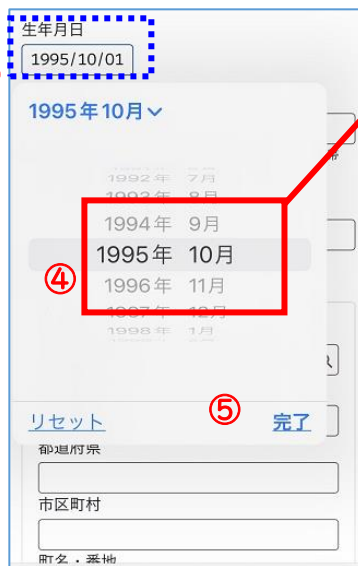 生年月日
1995/10/01
1995年10月
1992年 7月
1993年 8月
1994年 9月
1995年 10月
④
1996年 11月
1997年 12月
1998年 1月
⑤
リセット 完了
都道府県
市区町村
町名・番地